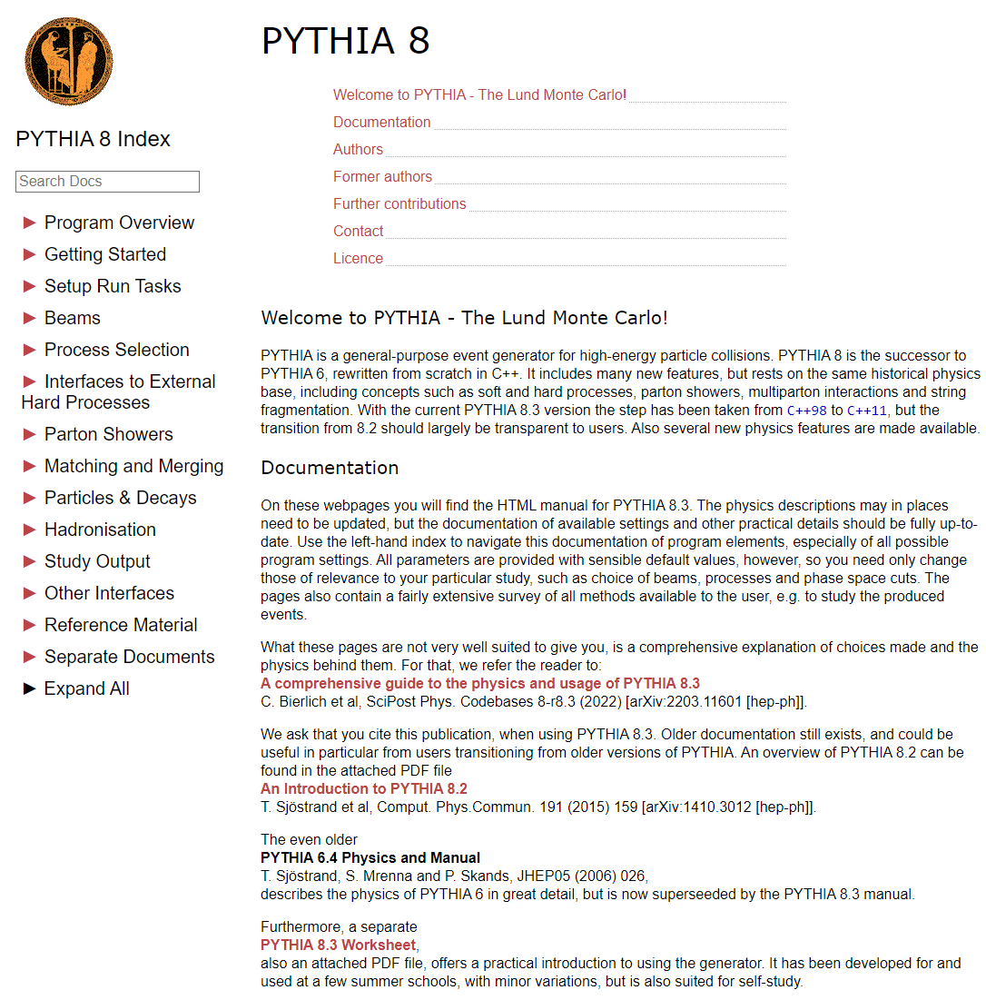 PYTHIA 8 Index
Search Docs
► Program Overview
► Getting Started
► Setup Run Tasks
► Beams
► Process Selection
► Interfaces to External
Hard Processes
► Parton Showers
► Matching and Merging
► Particles & Decays
► Hadronisation
► Study Output
► Other Interfaces
► Reference Material
► Separate Documents
► Expand All
PYTHIA 8
Welcome to PYTHIA - The Lund Monte Carlo!
Documentation
Authors
Former authors
Further contributions
Contact
Licence
Welcome to PYTHIA - The Lund Monte Carlo!
PYTHIA is a general-purpose event generator for high-energy particle collisions. PYTHIA 8 is the successor to
PYTHIA 6, rewritten from scratch in C++. It includes many new features, but rests on the same historical physics
base, including concepts such as soft and hard processes, parton showers, multiparton interactions and string
fragmentation. With the current PYTHIA 8.3 version the step has been taken from C++98 to C++11, but the
transition from 8.2 should largely be transparent to users. Also several new physics features are made available.
Documentation
On these webpages you will find the HTML manual for PYTHIA 8.3. The physics descriptions may in places
need to be updated, but the documentation of available settings and other practical details should be fully up-to-
date. Use the left-hand index to navigate this documentation of program elements, especially of all possible
program settings. All parameters are provided with sensible default values, however, so you need only change
those of relevance to your particular study, such as choice of beams, processes and phase space cuts. The
pages also contain a fairly extensive survey of all methods available to the user, e.g. to study the produced
events.
What these pages are not very well suited to give you, is a comprehensive explanation of choices made and the
physics behind them. For that, we refer the reader to:
A comprehensive guide to the physics and usage of PYTHIA 8.3
C. Bierlich et al, SciPost Phys. Codebases 8-r8.3 (2022) [arXiv:2203.11601 [hep-ph]].
We ask that you cite this publication, when using PYTHIA 8.3. Older documentation still exists, and could be
useful in particular from users transitioning from older versions of PYTHIA. An overview of PYTHIA 8.2 can be
found in the attached PDF file
An Introduction to PYTHIA 8.2
T. Sjöstrand et al, Comput. Phys.Commun. 191 (2015) 159 [arXiv:1410.3012 [hep-ph]].
The even older
PYTHIA 6.4 Physics and Manual
T. Sjöstrand, S. Mrenna and P. Skands, JHEP05 (2006) 026,
describes the physics of PYTHIA 6 in great detail, but is now superseeded by the PYTHIA 8.3 manual.
Furthermore, a separate
PYTHIA 8.3 Worksheet,
also an attached PDF file, offers a practical introduction to using the generator. It has been developed for and
used at a few summer schools, with minor variations, but is also suited for self-study.